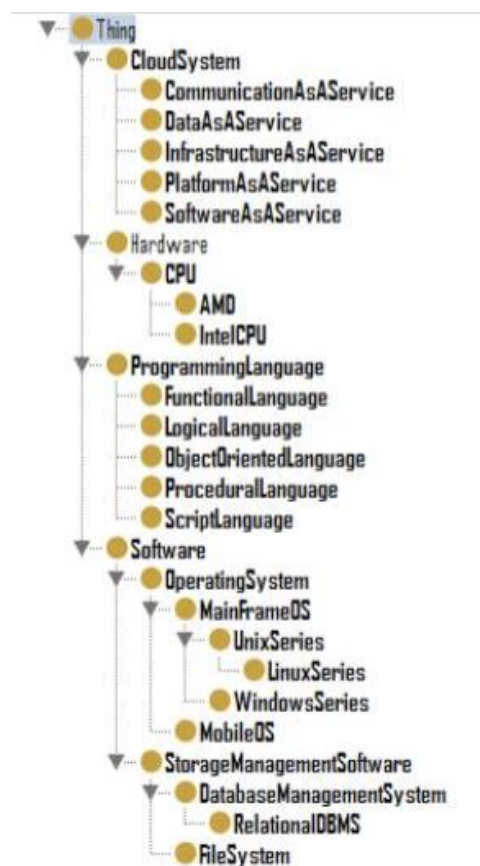 Thing
CloudSystem
CommunicationAsAService
DataAsAService
InfrastructureAsAService
PlatformAsAService
SoftwareAsAService
Hardware
CPU
AMD
IntelCPU
ProgrammingLanguage
FunctionalLanguage
LogicalLanguage
ObjectOrientedLanguage
ProceduralLanguage
ScriptLanguage
Software
OperatingSystem
MainFrameOS
UnixSeries
LinuxSeries
WindowsSeries
MobileOS
StorageManagementSoftware
DatabaseManagementSystem
RelationalDBMS
FileSystem